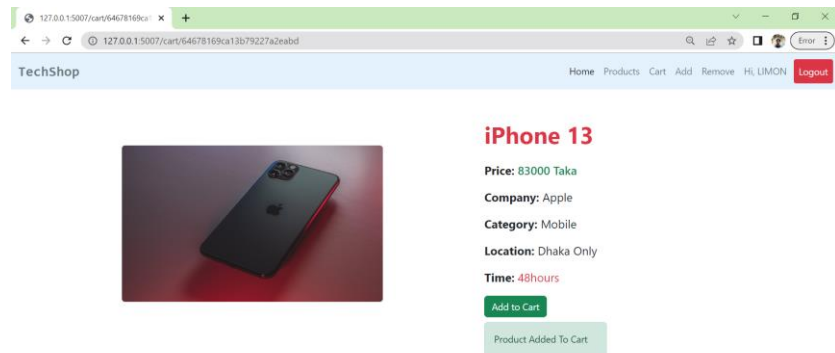 127.0.0.1:5007/cart/64678169ca1
127.0.0.1:5007/cart/64678169ca13b79227a2eabd
Error
TechShop
Home Products Cart Add Remove Hi, LIMON Logout
iPhone 13
Price: 83000 Taka
Company: Apple
Category: Mobile
Location: Dhaka Only
Time: 48hours
Add to Cart
Product Added To Cart